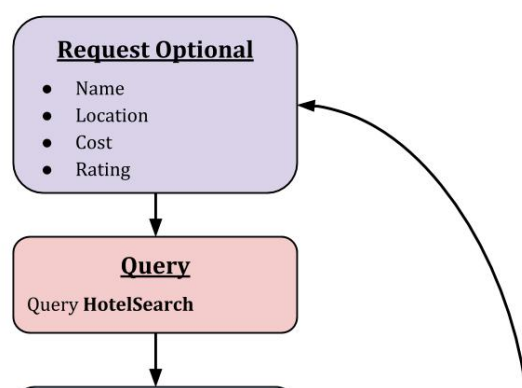 Request Optional
● Name
● Location
● Cost
● Rating
Query
Query HotelSearch